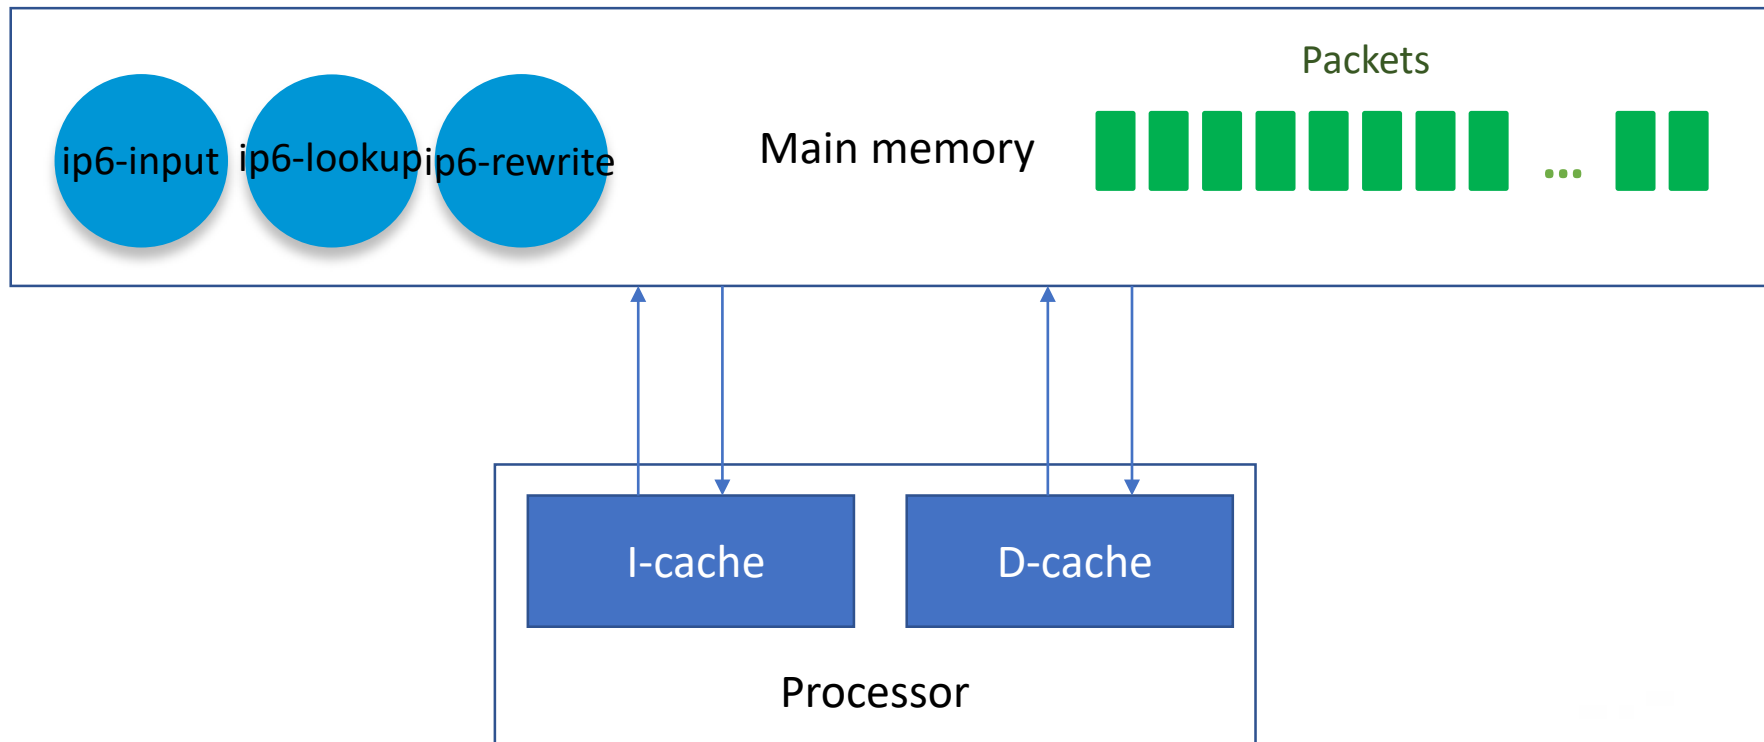 Packets
ip6-input
ip6-lookup
ip6-rewrite
Main memory
...
I-cache
D-cache
Processor